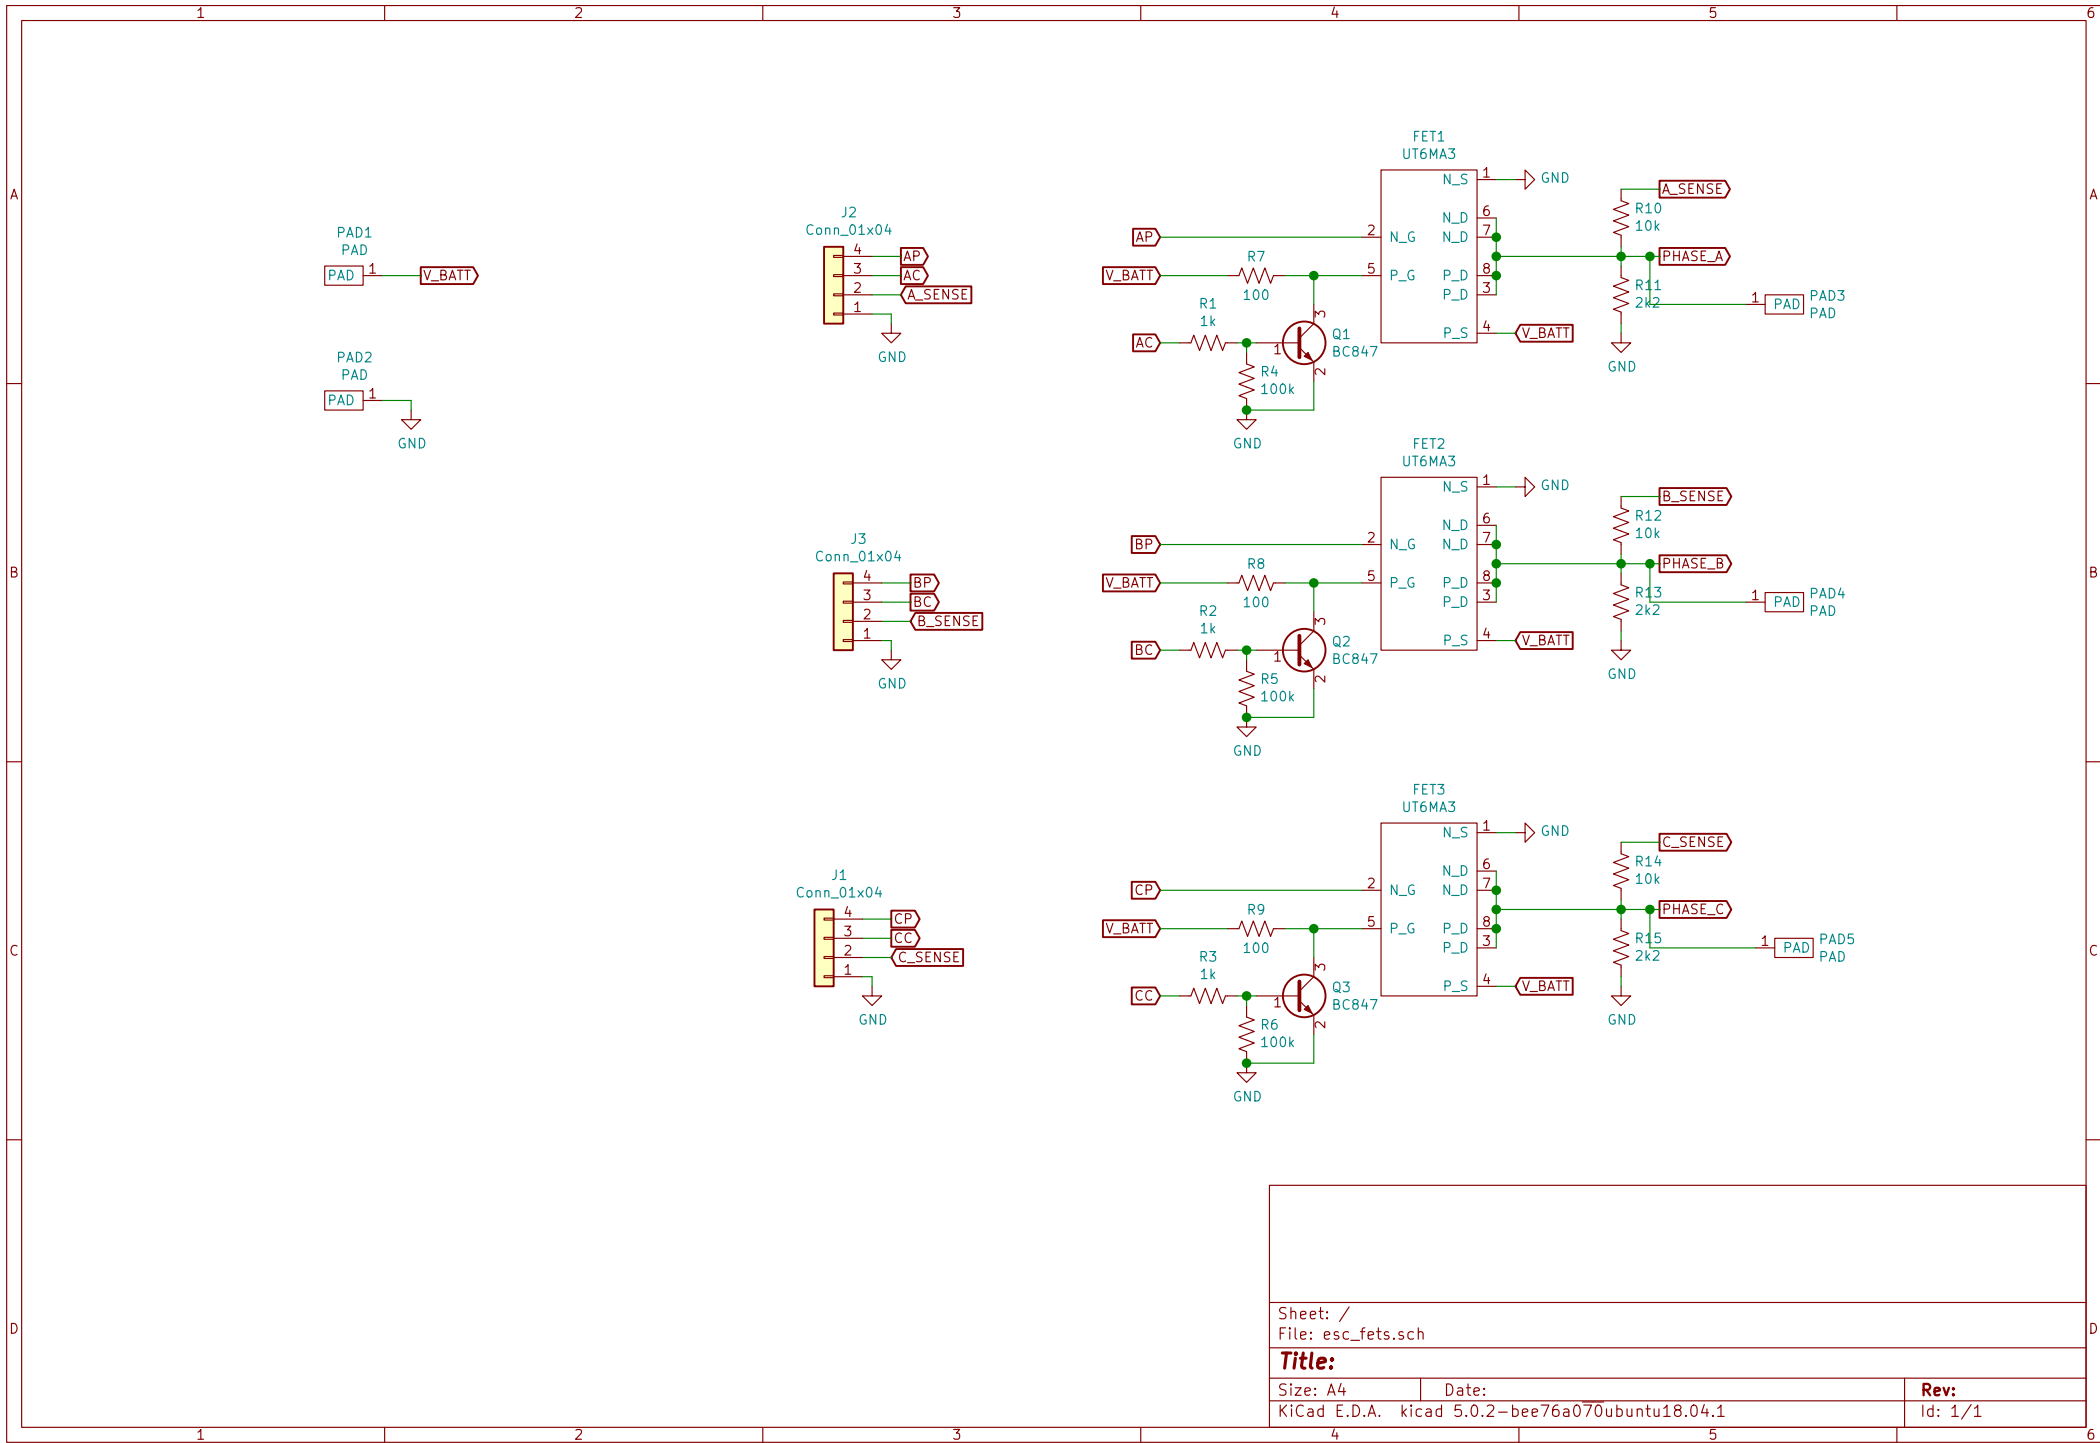 1 2 3 4 5 6
A A
B B
C C
D D
PAD1
PAD
PAD 1 V_BATT
PAD2
PAD
PAD 1
GND
J2
Conn_01x04
4 AP
3 AC
2 A_SENSE
1
GND
J3
Conn_01x04
4 BP
3 BC
2 B_SENSE
1
GND
J1
Conn_01x04
4 CP
3 CC
2 C_SENSE
1
GND
FET1
UT6MA3
N_S 1 GND
N_D 6
AP 2 N_G N_D 7
V_BATT R7 100 5 P_G P_D 8
P_D 3
P_S 4 V_BATT
AC R1 1k 1 3 2 Q1
BC847
R4
100k
GND
A_SENSE
R10
10k
PHASE_A
R11
2k2
1 PAD PAD3
PAD
GND
FET2
UT6MA3
N_S 1 GND
N_D 6
BP 2 N_G N_D 7
V_BATT R8 100 5 P_G P_D 8
P_D 3
P_S 4 V_BATT
BC R2 1k 1 3 2 Q2
BC847
R5
100k
GND
B_SENSE
R12
10k
PHASE_B
R13
2k2
1 PAD PAD4
PAD
GND
FET3
UT6MA3
N_S 1 GND
N_D 6
CP 2 N_G N_D 7
V_BATT R9 100 5 P_G P_D 8
P_D 3
P_S 4 V_BATT
CC R3 1k 1 3 2 Q3
BC847
R6
100k
GND
C_SENSE
R14
10k
PHASE_C
R15
2k2
1 PAD PAD5
PAD
GND
Sheet: /
File: esc_fets.sch
Title:
Size: A4 Date: Rev:
KiCad E.D.A. kicad 5.0.2-bee76a070ubuntu18.04.1 Id: 1/1
1 2 3 4 5 6